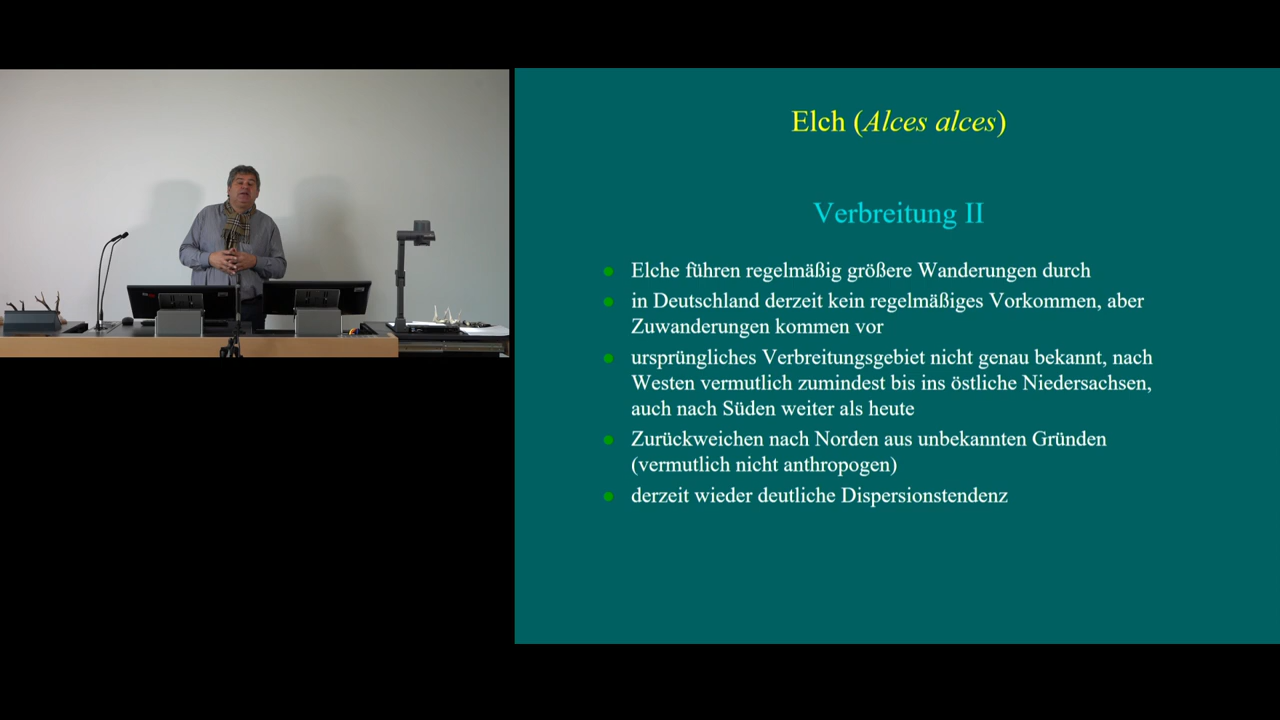 Elch (Alces alces)
Verbreitung II
Elche führen regelmäßig größere Wanderungen durch
in Deutschland derzeit kein regelmäßiges Vorkommen, aber
Zuwanderungen kommen vor
ursprüngliches Verbreitungsgebiet nicht genau bekannt, nach
Westen vermutlich zumindest bis ins östliche Niedersachsen,
auch nach Süden weiter als heute
Zurückweichen nach Norden aus unbekannten Gründen
(vermutlich nicht anthropogen)
derzeit wieder deutliche Dispersionstendenz